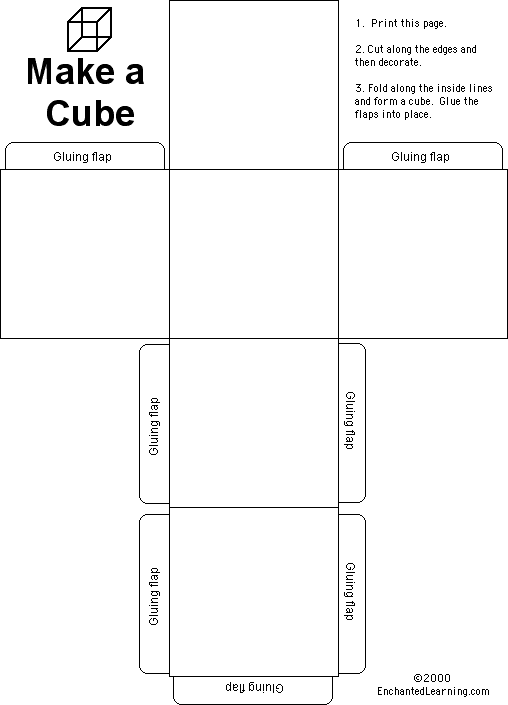 Make a
Cube
1. Print this page.
2. Cut along the edges and
then decorate.
3. Fold along the inside lines
and form a cube. Glue the
flaps into place.
Gluing flap
Gluing flap
Gluing flap
Gluing flap
Gluing flap
Gluing flap
Gluing flap
©2000
EnchantedLearning.com